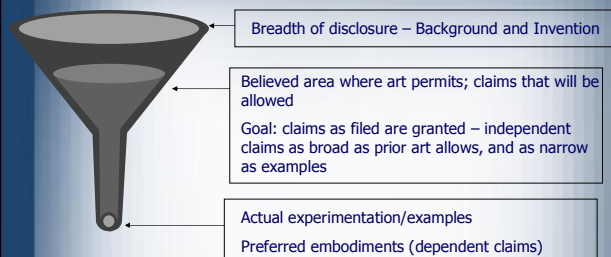 Breadth of disclosure – Background and Invention
Believed area where art permits; claims that will be
allowed
Goal: claims as filed are granted – independent
claims as broad as prior art allows, and as narrow
as examples
Actual experimentation/examples
Preferred embodiments (dependent claims)